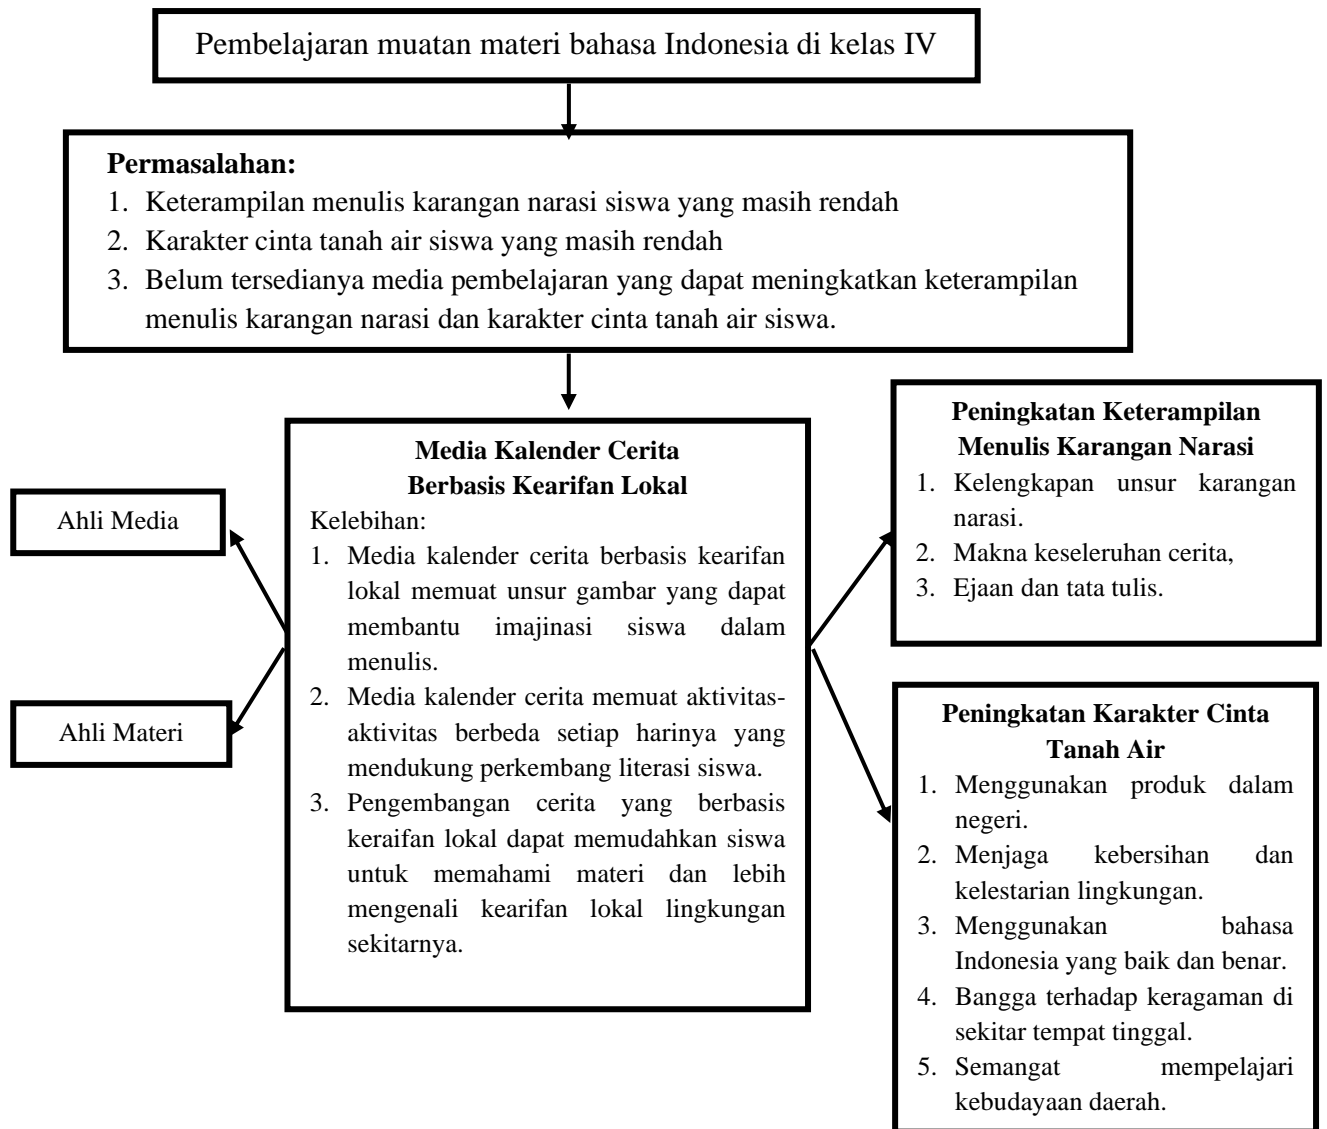 Pembelajaran muatan materi bahasa Indonesia di kelas IV
Permasalahan:
1. Keterampilan menulis karangan narasi siswa yang masih rendah
2. Karakter cinta tanah air siswa yang masih rendah
3. Belum tersedianya media pembelajaran yang dapat meningkatkan keterampilan
menulis karangan narasi dan karakter cinta tanah air siswa.
Ahli Media
Ahli Materi
Media Kalender Cerita
Berbasis Kearifan Lokal
Kelebihan:
1. Media kalender cerita berbasis kearifan
lokal memuat unsur gambar yang dapat
membantu imajinasi siswa dalam
menulis.
2. Media kalender cerita memuat aktivitas-
aktivitas berbeda setiap harinya yang
mendukung perkembang literasi siswa.
3. Pengembangan cerita yang berbasis
keraifan lokal dapat memudahkan siswa
untuk memahami materi dan lebih
mengenali kearifan lokal lingkungan
sekitarnya.
Peningkatan Keterampilan
Menulis Karangan Narasi
1. Kelengkapan unsur karangan
narasi.
2. Makna keseleruhan cerita,
3. Ejaan dan tata tulis.
Peningkatan Karakter Cinta
Tanah Air
1. Menggunakan produk dalam
negeri.
2. Menjaga kebersihan dan
kelestarian lingkungan.
3. Menggunakan bahasa
Indonesia yang baik dan benar.
4. Bangga terhadap keragaman di
sekitar tempat tinggal.
5. Semangat mempelajari
kebudayaan daerah.